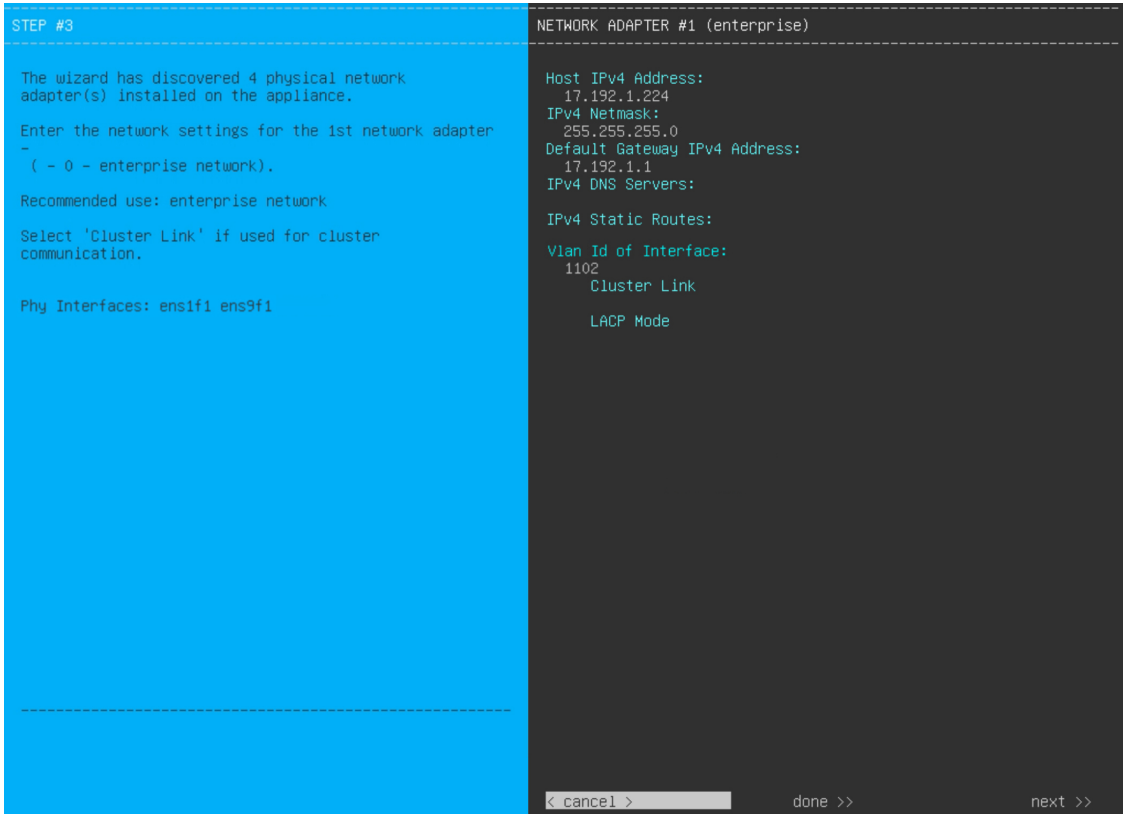 STEP #3
The wizard has discovered 4 physical network
adapter(s) installed on the appliance.
Enter the network settings for the 1st network adapter
-
( - 0 - enterprise network).
Recommended use: enterprise network
Select 'Cluster Link' if used for cluster
communication.
Phy Interfaces: ens1f1 ens9f1
NETWORK ADAPTER #1 (enterprise)
Host IPv4 Address:
17.192.1.224
IPv4 Netmask:
255.255.255.0
Default Gateway IPv4 Address:
17.192.1.1
IPv4 DNS Servers:
IPv4 Static Routes:
Vlan Id of Interface:
1102
Cluster Link
LACP Mode
< cancel > done >> next >>